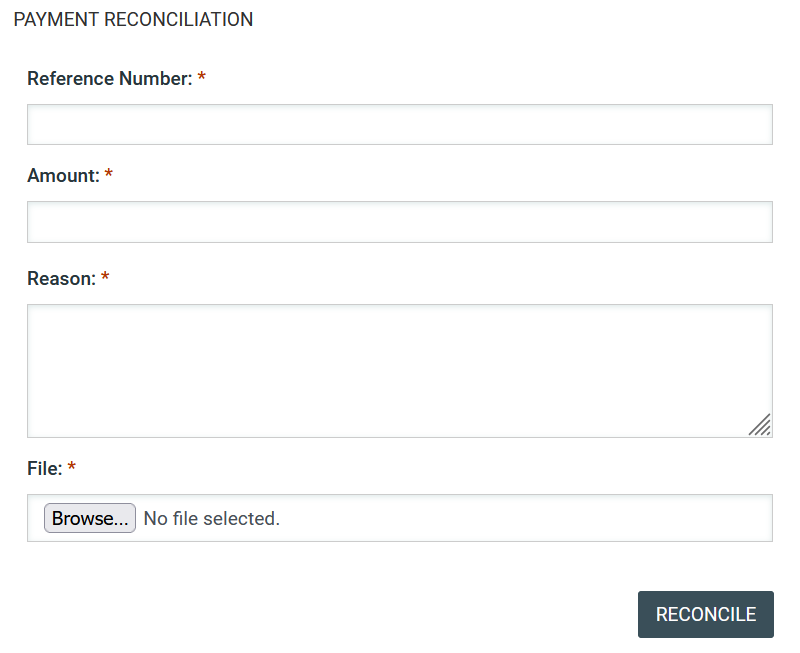 PAYMENT RECONCILIATION
Reference Number: *
Amount: *
Reason: *
File: *
Browse... No file selected.
RECONCILE